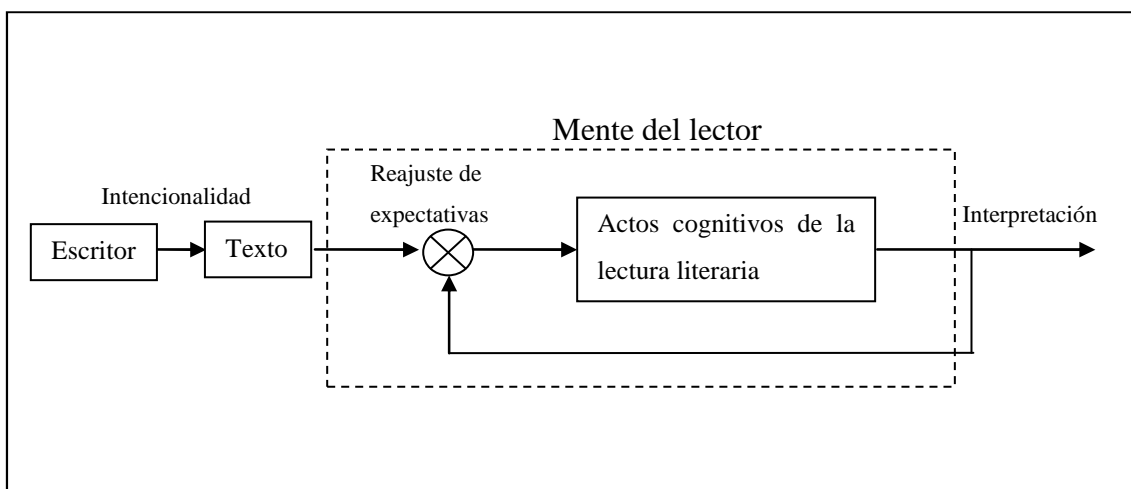 Mente del lector
Intencionalidad
Escritor
Texto
Reajuste de
expectativas
Actos cognitivos de la
lectura literaria
Interpretación